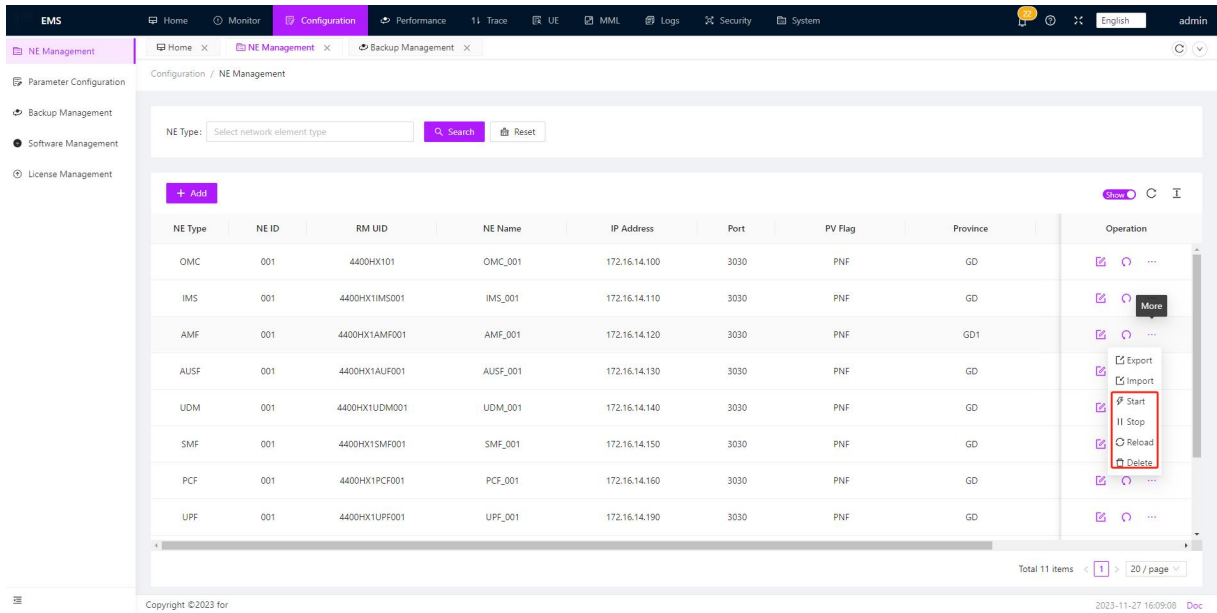 EMS Home Monitor Configuration Performance Trace UE MML Logs Security System 22 English admin
NE Management
Parameter Configuration
Backup Management
Software Management
License Management
Home NE Management Backup Management
Configuration / NE Management
NE Type: Select network element type Search Reset
+ Add Show
NE Type NE ID RM UID NE Name IP Address Port PV Flag Province Operation
OMC 001 4400HX101 OMC_001 172.16.14.100 3030 PNF GD
IMS 001 4400HX1IMS001 IMS_001 172.16.14.110 3030 PNF GD
More
AMF 001 4400HX1AMF001 AMF_001 172.16.14.120 3030 PNF GD1
AUSF 001 4400HX1AUF001 AUSF_001 172.16.14.130 3030 PNF GD
UDM 001 4400HX1UDM001 UDM_001 172.16.14.140 3030 PNF GD
SMF 001 4400HX1SMF001 SMF_001 172.16.14.150 3030 PNF GD
PCF 001 4400HX1PCF001 PCF_001 172.16.14.160 3030 PNF GD
UPF 001 4400HX1UPF001 UPF_001 172.16.14.190 3030 PNF GD
Export
Import
Start
Stop
Reload
Delete
Total 11 items < 1 > 20 / page
Copyright ©2023 for 2023-11-27 16:09:08 Doc